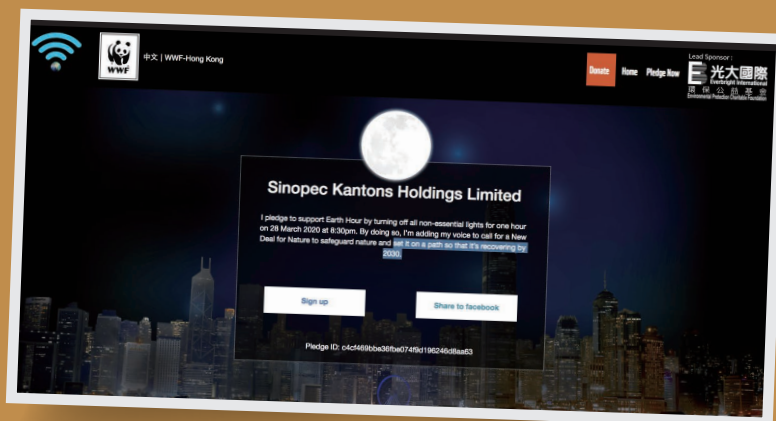 WWF
中文 | WWF-Hong Kong
Donate Home Pledge Now
Lead Sponsor:
光大國際
Everbright International
環保公益基金
Environmental Protection Charitable Foundation
Sinopec Kantons Holdings Limited
I pledge to support Earth Hour by turning off all non-essential lights for one hour
on 28 March 2020 at 8:30pm. By doing so, I'm adding my voice to call for a New
Deal for Nature to safeguard nature and set it on a path so that it's recovering by
2030.
Sign up Share to facebook
Pledge ID: c4cf469bbe36fbe074f9d196246d8aa63